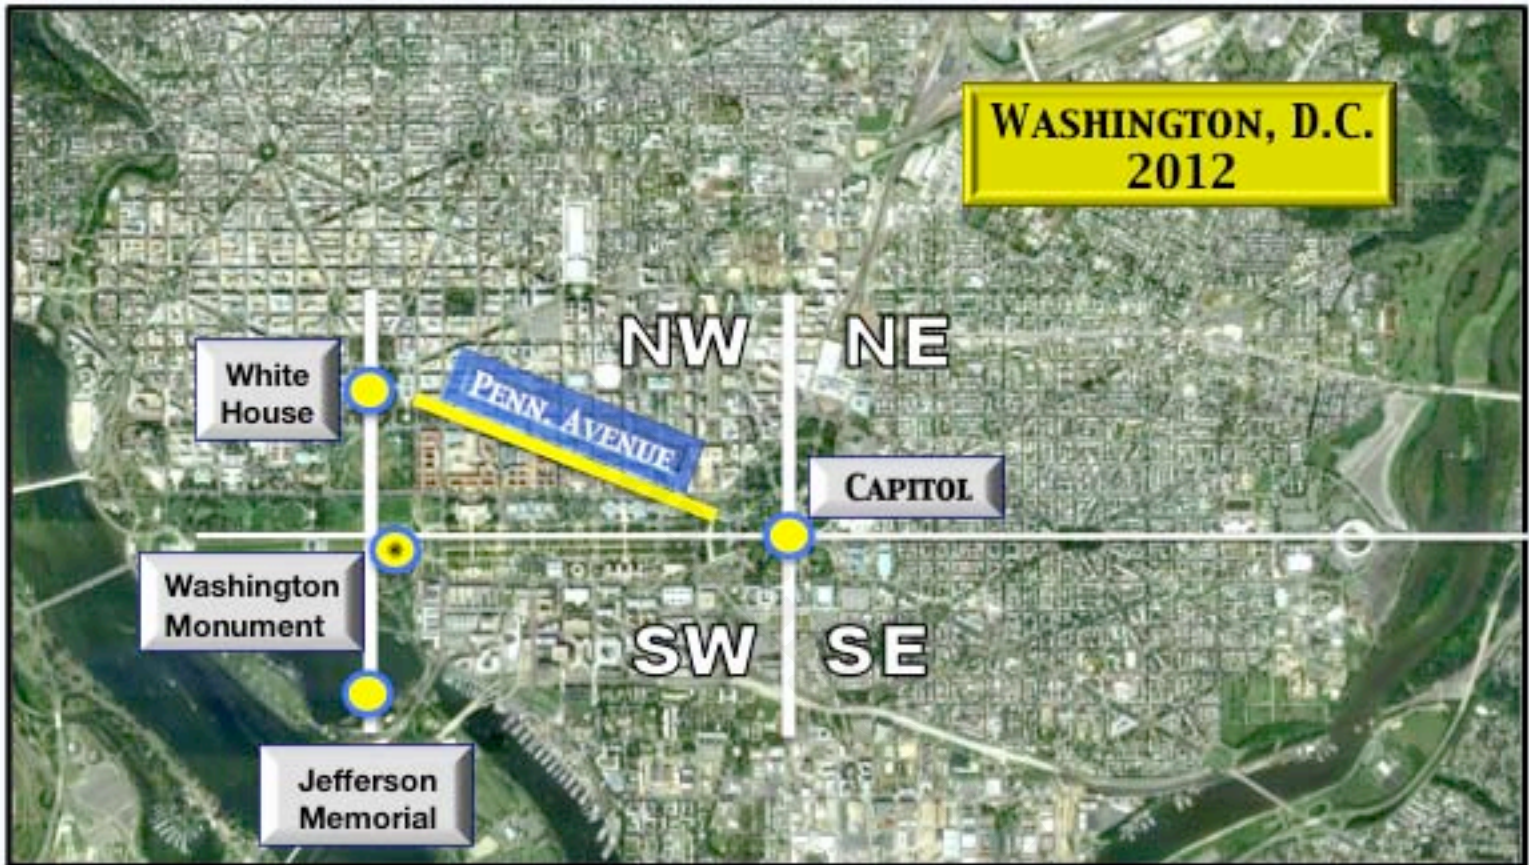 WASHINGTON, D.C.
2012
NW
NE
White
House
PENN. AVENUE
CAPITOL
Washington
Monument
SW
SE
Jefferson
Memorial